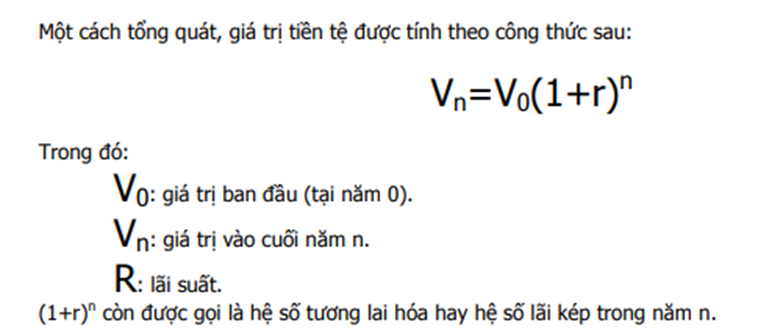 Một cách tổng quát, giá trị tiền tệ được tính theo công thức sau:
Vₙ=V₀(1+r)ⁿ
Trong đó:
V₀: giá trị ban đầu (tại năm 0).
Vₙ: giá trị vào cuối năm n.
R: lãi suất.
(1+r)ⁿ còn được gọi là hệ số tương lai hóa hay hệ số lãi kép trong năm n.